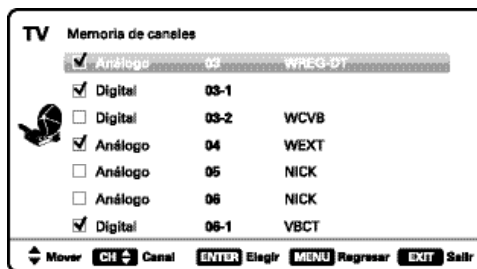 TV Memoria de canales
Análogo 03 WREG-DT
Digital 03-1
Digital 03-2 WCVB
Análogo 04 WEXT
Análogo 05 NICK
Análogo 06 NICK
Digital 06-1 VBCT
Mover CH Canal ENTER Elegir MENU Regresar EXIT Salir